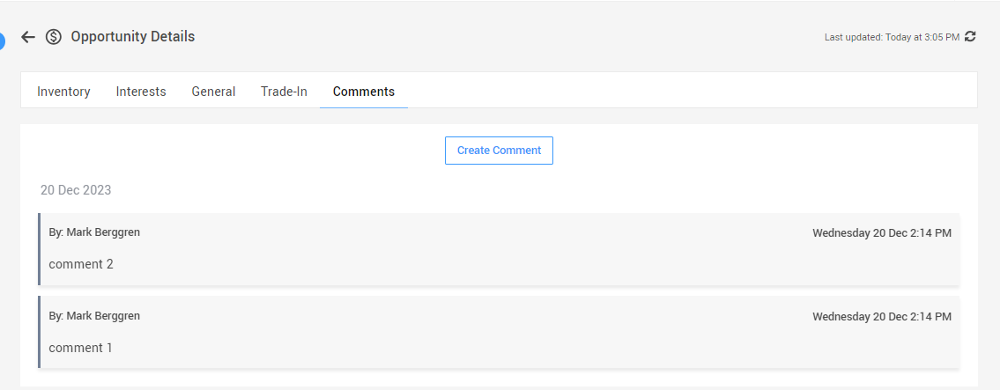 Opportunity Details
Last updated: Today at 3:05 PM
Inventory Interests General Trade-In Comments
Create Comment
20 Dec 2023
By: Mark Berggren
Wednesday 20 Dec 2:14 PM
comment 2
By: Mark Berggren
Wednesday 20 Dec 2:14 PM
comment 1